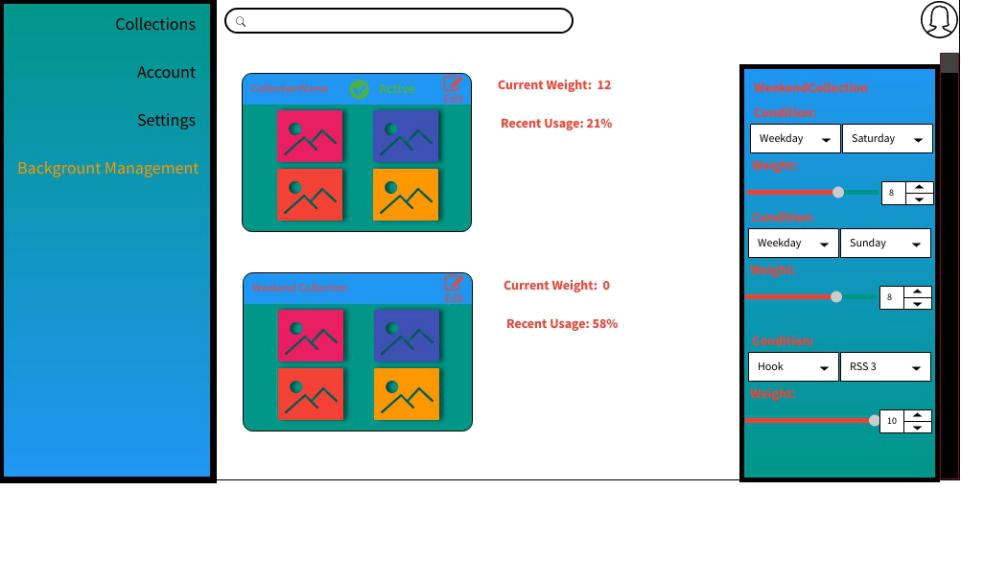 Collections
Account
Settings
Backgrount Management
CollectionName
Active
EDIT
Current Weight: 12
Recent Usage: 21%
Weekend Collection
EDIT
Current Weight: 0
Recent Usage: 58%
WeekendCollection
Condition:
Weekday Saturday
Weight:
8
Condition:
Weekday Sunday
Weight:
8
Condition:
Hook RSS 3
Weight:
10